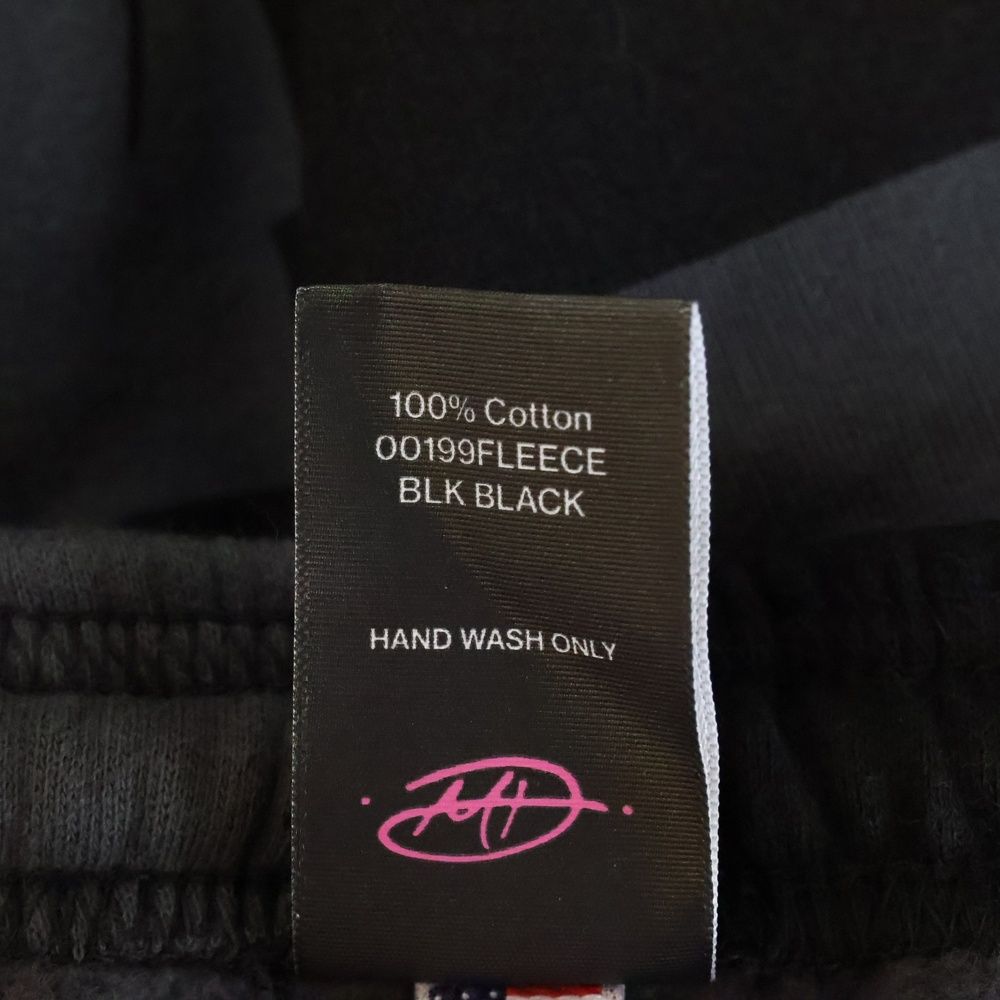 100% Cotton
00199FLEECE
BLK BLACK
HAND WASH ONLY